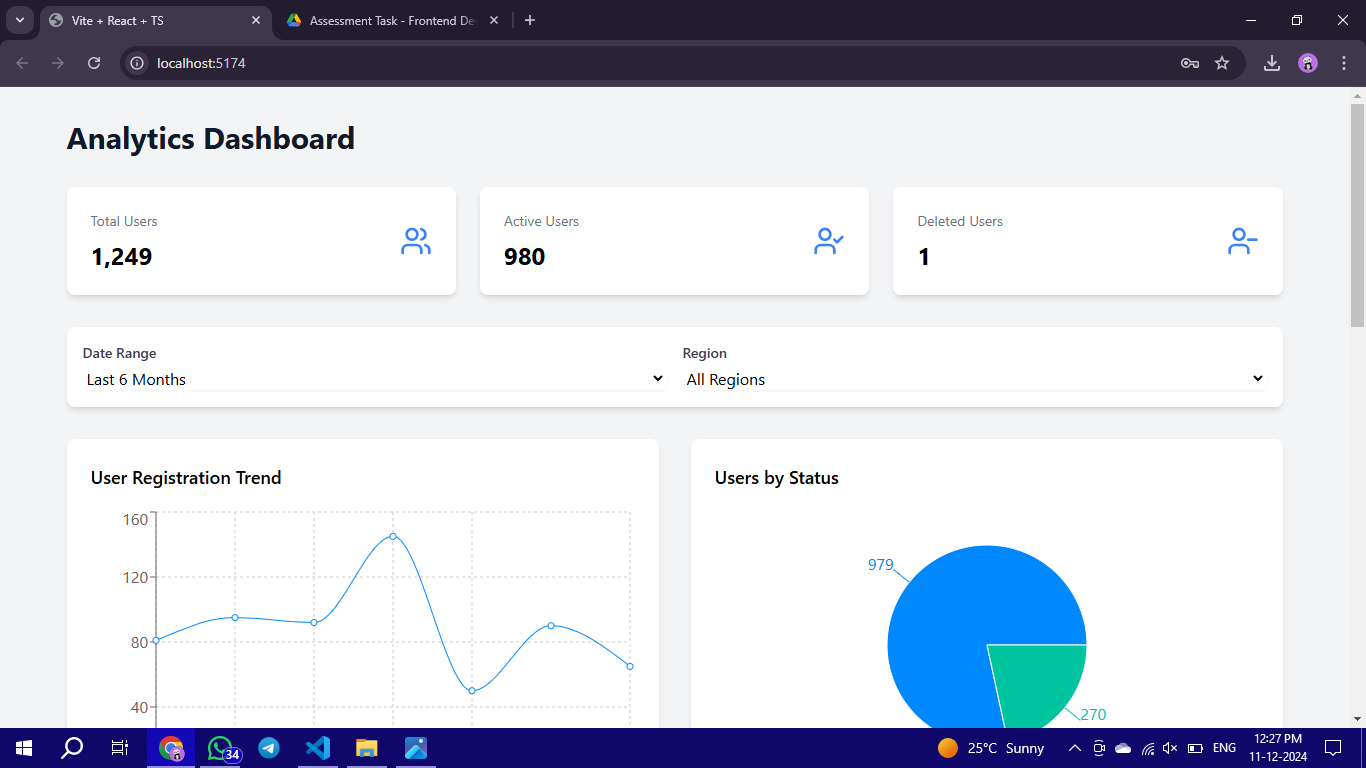 Vite + React + TS
Assessment Task - Frontend De
localhost:5174
Analytics Dashboard
Total Users
1,249
Active Users
980
Deleted Users
1
Date Range
Last 6 Months
Region
All Regions
User Registration Trend
160
120
80
40
Users by Status
979
270
34
25°C Sunny
ENG
12:27 PM
11-12-2024